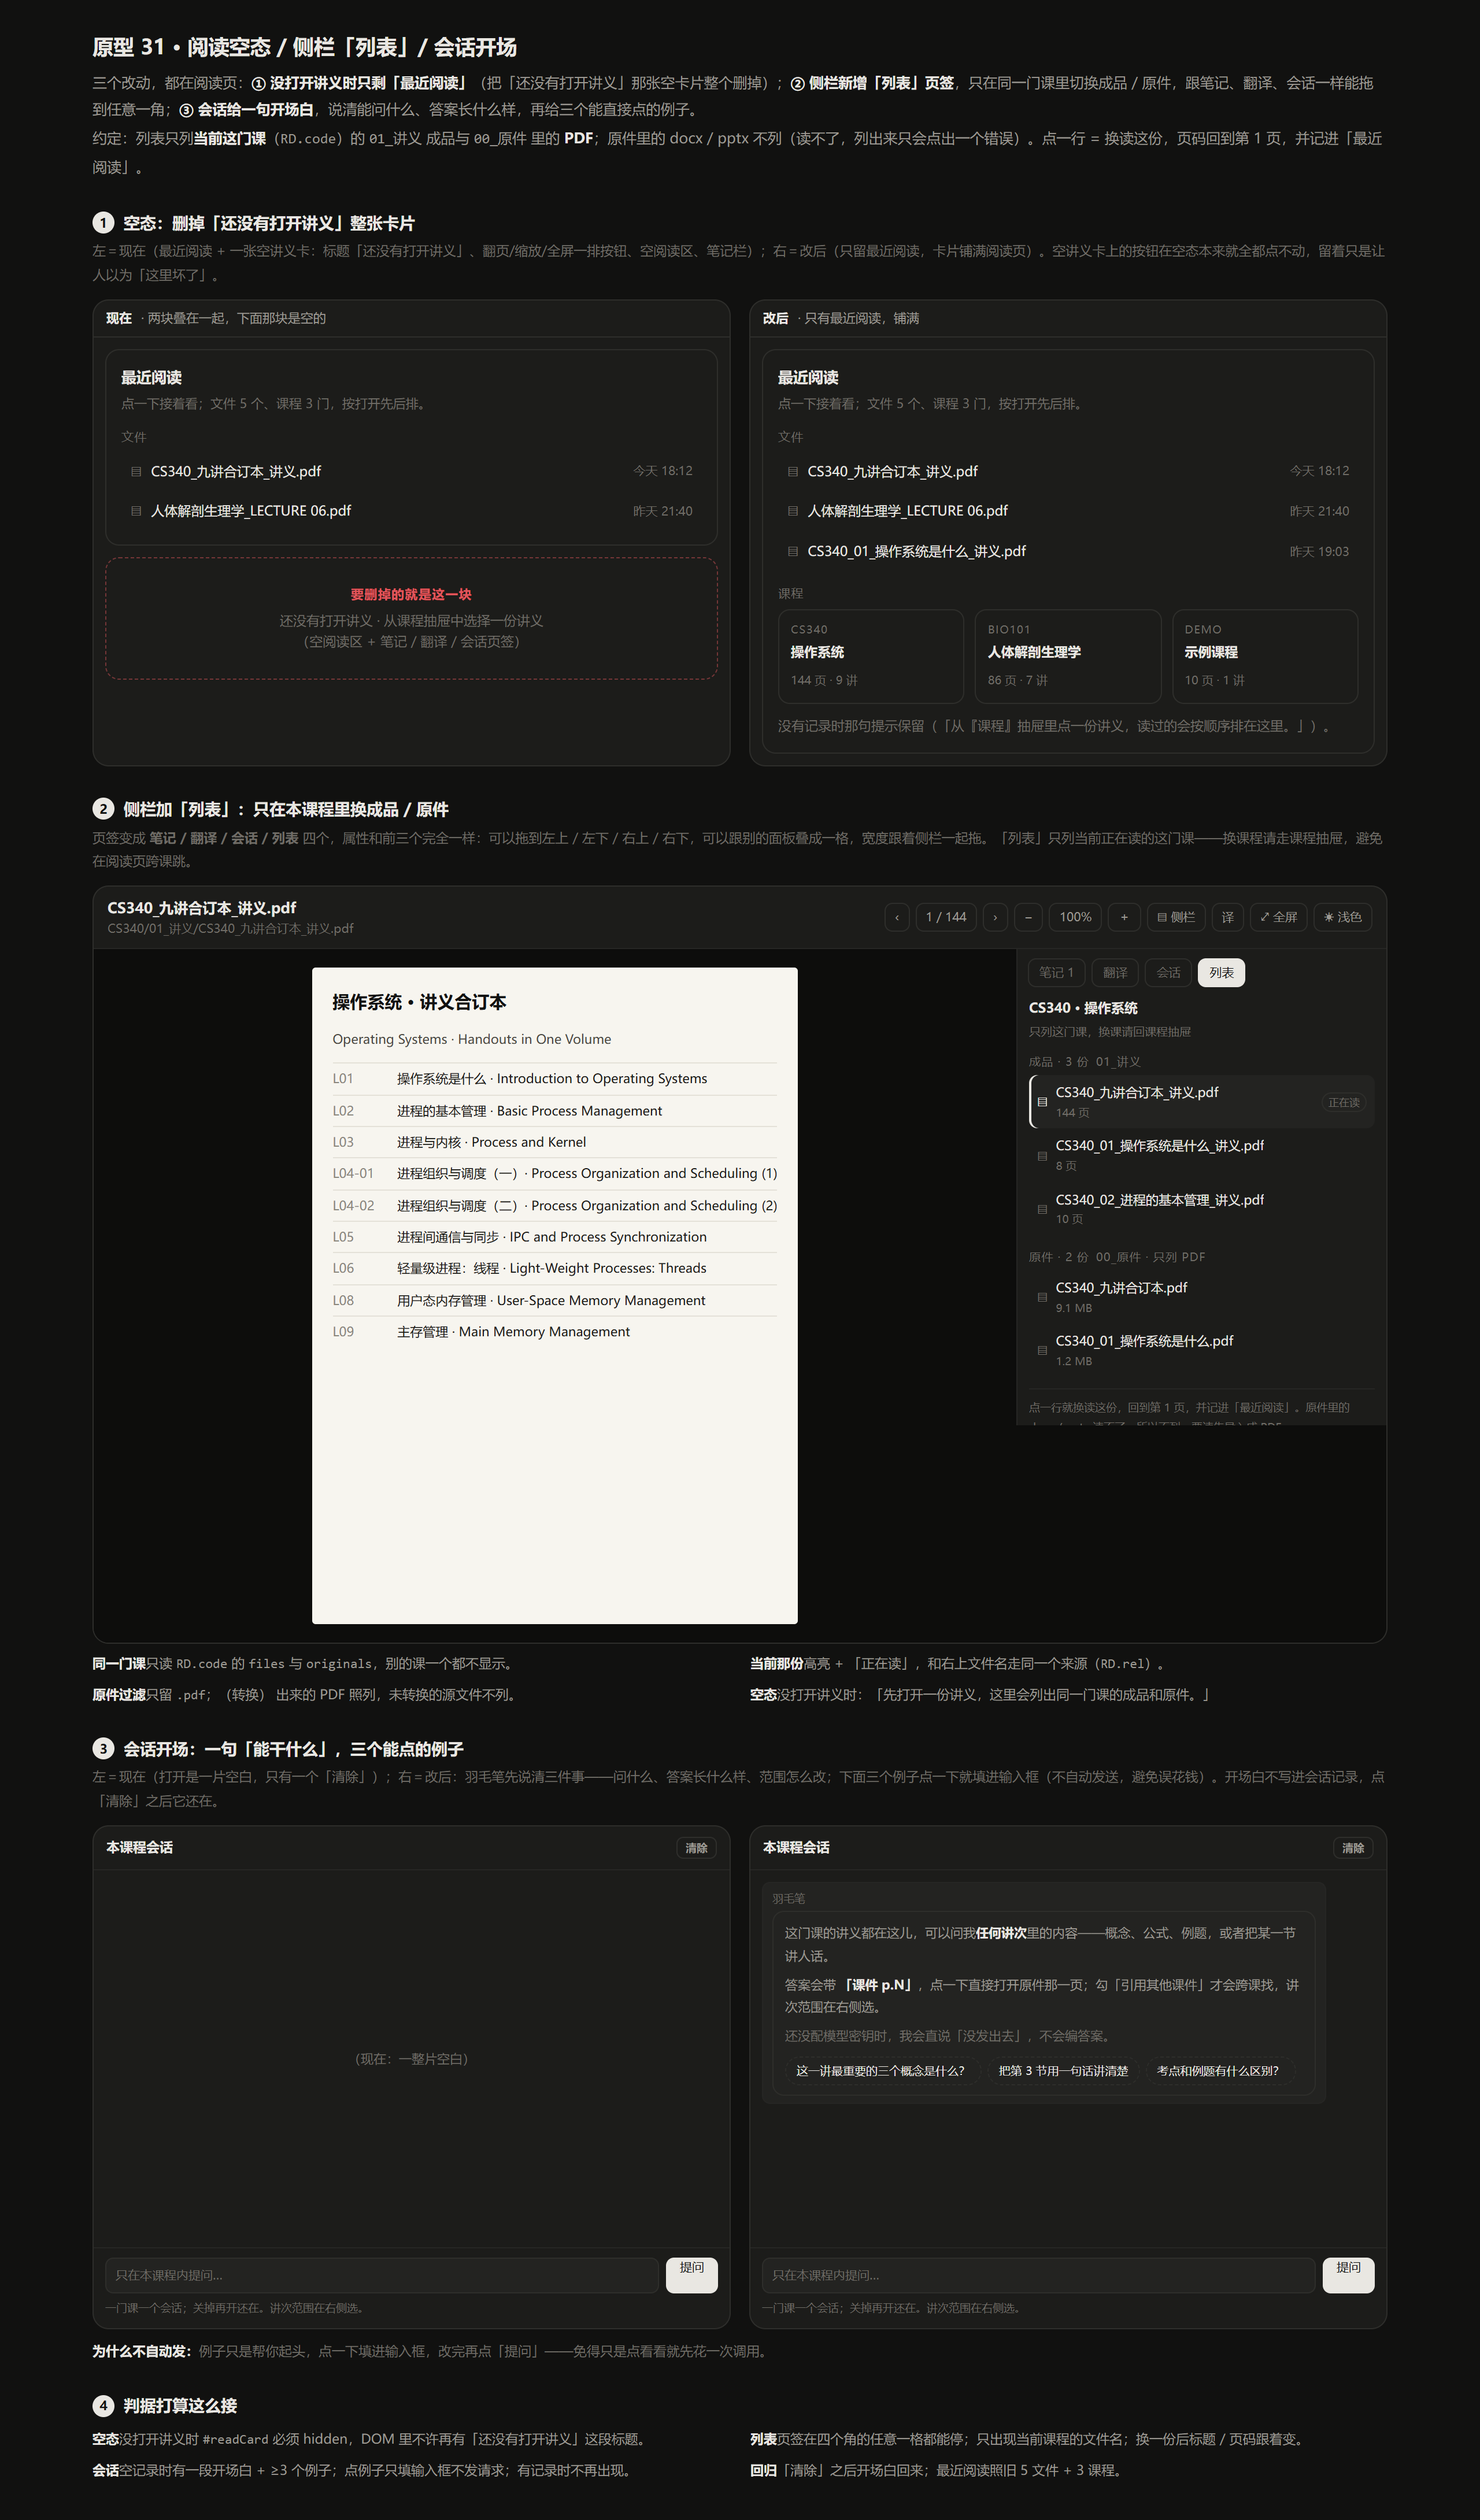 原型 31 · 阅读空态 / 侧栏「列表」/ 会话开场
三个改动，都在阅读页：① 没打开讲义时只剩「最近阅读」（把「还没有打开讲义」那张空卡片整个删掉）；② 侧栏新增「列表」页签，只在同一门课里切换成品 / 原件，跟笔记、翻译、会话一样能拖
到任意一角；③ 会话给一句开场白，说清能问什么、答案长什么样，再给三个能直接点的例子。
约定：列表只列当前这门课（RD.code）的 01_讲义 成品与 00_原件 里的 PDF；原件里的 docx / pptx 不列（读不了，列出来只会点出一个错误）。点一行 = 换读这份，页码回到第 1 页，并记进「最近
阅读」。
1 空态：删掉「还没有打开讲义」整张卡片
左 = 现在（最近阅读 + 一张空讲义卡：标题「还没有打开讲义」、翻页/缩放/全屏一排按钮、空阅读区、笔记栏）；右 = 改后（只留最近阅读，卡片铺满阅读页）。空讲义卡上的按钮在空态本来就全都点不动，留着只是让
人以为「这里坏了」。
现在 · 两块叠在一起，下面那块是空的
最近阅读
点一下接着看；文件 5 个、课程 3 门，按打开先后排。
文件
CS340_九讲合订本_讲义.pdf 今天 18:12
人体解剖生理学_LECTURE 06.pdf 昨天 21:40
要删掉的就是这一块
还没有打开讲义 · 从课程抽屉中选择一份讲义
（空阅读区 + 笔记 / 翻译 / 会话页签）
改后 · 只有最近阅读，铺满
最近阅读
点一下接着看；文件 5 个、课程 3 门，按打开先后排。
文件
CS340_九讲合订本_讲义.pdf 今天 18:12
人体解剖生理学_LECTURE 06.pdf 昨天 21:40
CS340_01_操作系统是什么_讲义.pdf 昨天 19:03
课程
CS340
操作系统
144 页 · 9 讲
BIO101
人体解剖生理学
86 页 · 7 讲
DEMO
示例课程
10 页 · 1 讲
没有记录时那句提示保留（「从『课程』抽屉里点一份讲义，读过的会按顺序排在这里。」）。
2 侧栏加「列表」：只在本课程里换成品 / 原件
页签变成 笔记 / 翻译 / 会话 / 列表 四个，属性和前三个完全一样：可以拖到左上 / 左下 / 右上 / 右下，可以跟别的面板叠成一格，宽度跟着侧栏一起拖。「列表」只列当前正在读的这门课——换课程请走课程抽屉，避免
在阅读页跨课跳。
CS340_九讲合订本_讲义.pdf
CS340/01_讲义/CS340_九讲合订本_讲义.pdf
‹ 1 / 144 › − 100% + ▤ 侧栏 译 ⤢ 全屏 ☀ 浅色
操作系统 · 讲义合订本
Operating Systems · Handouts in One Volume
L01 操作系统是什么 · Introduction to Operating Systems
L02 进程的基本管理 · Basic Process Management
L03 进程与内核 · Process and Kernel
L04-01 进程组织与调度（一）· Process Organization and Scheduling (1)
L04-02 进程组织与调度（二）· Process Organization and Scheduling (2)
L05 进程间通信与同步 · IPC and Process Synchronization
L06 轻量级进程：线程 · Light-Weight Processes: Threads
L08 用户态内存管理 · User-Space Memory Management
L09 主存管理 · Main Memory Management
笔记 1 翻译 会话 列表
CS340 · 操作系统
只列这门课，换课请回课程抽屉
成品 · 3 份 01_讲义
CS340_九讲合订本_讲义.pdf
144 页
正在读
CS340_01_操作系统是什么_讲义.pdf
8 页
CS340_02_进程的基本管理_讲义.pdf
10 页
原件 · 2 份 00_原件 · 只列 PDF
CS340_九讲合订本.pdf
9.1 MB
CS340_01_操作系统是什么.pdf
1.2 MB
点一行就换读这份，回到第 1 页，并记进「最近阅读」。原件里的
同一门课只读 RD.code 的 files 与 originals，别的课一个都不显示。
当前那份高亮 + 「正在读」，和右上文件名走同一个来源（RD.rel）。
原件过滤只留 .pdf；（转换） 出来的 PDF 照列，未转换的源文件不列。
空态没打开讲义时：「先打开一份讲义，这里会列出同一门课的成品和原件。」
3 会话开场：一句「能干什么」，三个能点的例子
左 = 现在（打开是一片空白，只有一个「清除」）；右 = 改后：羽毛笔先说清三件事——问什么、答案长什么样、范围怎么改；下面三个例子点一下就填进输入框（不自动发送，避免误花钱）。开场白不写进会话记录，点
「清除」之后它还在。
本课程会话 清除
（现在：一整片空白）
只在本课程内提问... 提问
一门课一个会话；关掉再开还在。讲次范围在右侧选。
本课程会话 清除
羽毛笔
这门课的讲义都在这儿，可以问我任何讲次里的内容——概念、公式、例题，或者把某一节
讲人话。
答案会带 「课件 p.N」，点一下直接打开原件那一页；勾「引用其他课件」才会跨课找，讲
次范围在右侧选。
还没配模型密钥时，我会直说「没发出去」，不会编答案。
这一讲最重要的三个概念是什么？ 把第 3 节用一句话讲清楚 考点和例题有什么区别？
只在本课程内提问... 提问
一门课一个会话；关掉再开还在。讲次范围在右侧选。
为什么不自动发：例子只是帮你起头，点一下填进输入框，改完再点「提问」——免得只是点看看就先花一次调用。
4 判据打算这么接
空态没打开讲义时 #readCard 必须 hidden，DOM 里不许再有「还没有打开讲义」这段标题。
列表页签在四个角的任意一格都能停；只出现当前课程的文件名；换一份后标题 / 页码跟着变。
会话空记录时有一段开场白 + ≥3 个例子；点例子只填输入框不发请求；有记录时不再出现。
回归「清除」之后开场白回来；最近阅读照旧 5 文件 + 3 课程。